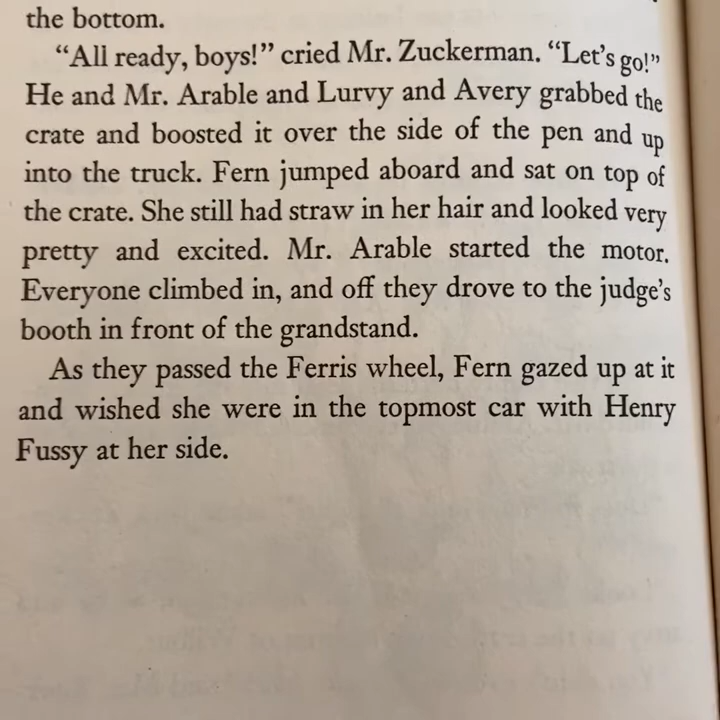 the bottom.
“All ready, boys!” cried Mr. Zuckerman. “Let’s go!”
He and Mr. Arable and Lurvy and Avery grabbed the
crate and boosted it over the side of the pen and up
into the truck. Fern jumped aboard and sat on top of
the crate. She still had straw in her hair and looked very
pretty and excited. Mr. Arable started the motor.
Everyone climbed in, and off they drove to the judge’s
booth in front of the grandstand.
As they passed the Ferris wheel, Fern gazed up at it
and wished she were in the topmost car with Henry
Fussy at her side.